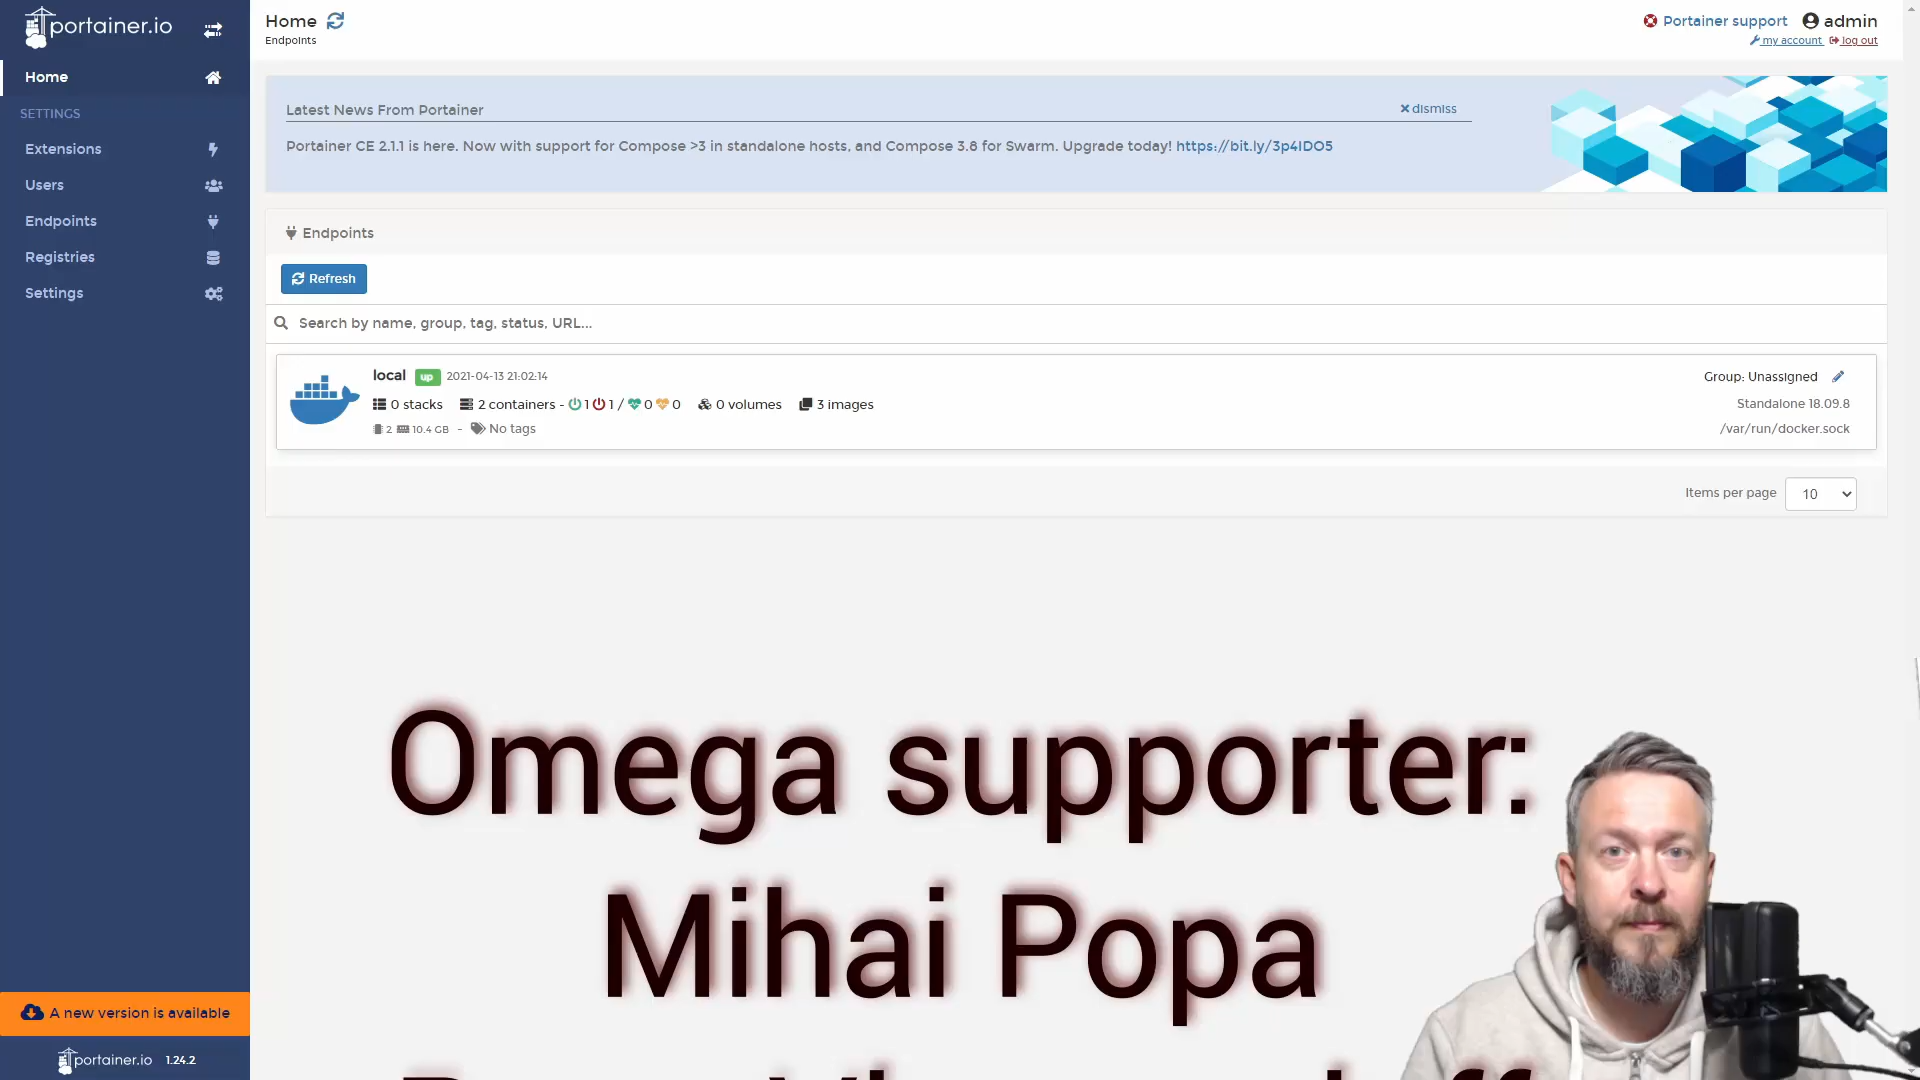 portainer.io
Home
SETTINGS
Extensions
Users
Endpoints
Registries
Settings
A new version is available
portainer.io 1.24.2
Home
Endpoints
Portainer support admin
my account log out
Latest News From Portainer
dismiss
Portainer CE 2.1.1 is here. Now with support for Compose >3 in standalone hosts, and Compose 3.8 for Swarm. Upgrade today! https://bit.ly/3p4IDO5
Endpoints
Refresh
Search by name, group, tag, status, URL...
local up 2021-04-13 21:02:14
Group: Unassigned
0 stacks 2 containers - 1 1 / 0 0 0 volumes 3 images
Standalone 18.09.8
2 10.4 GB - No tags
/var/run/docker.sock
Items per page 10
Omega supporter:
Mihai Popa